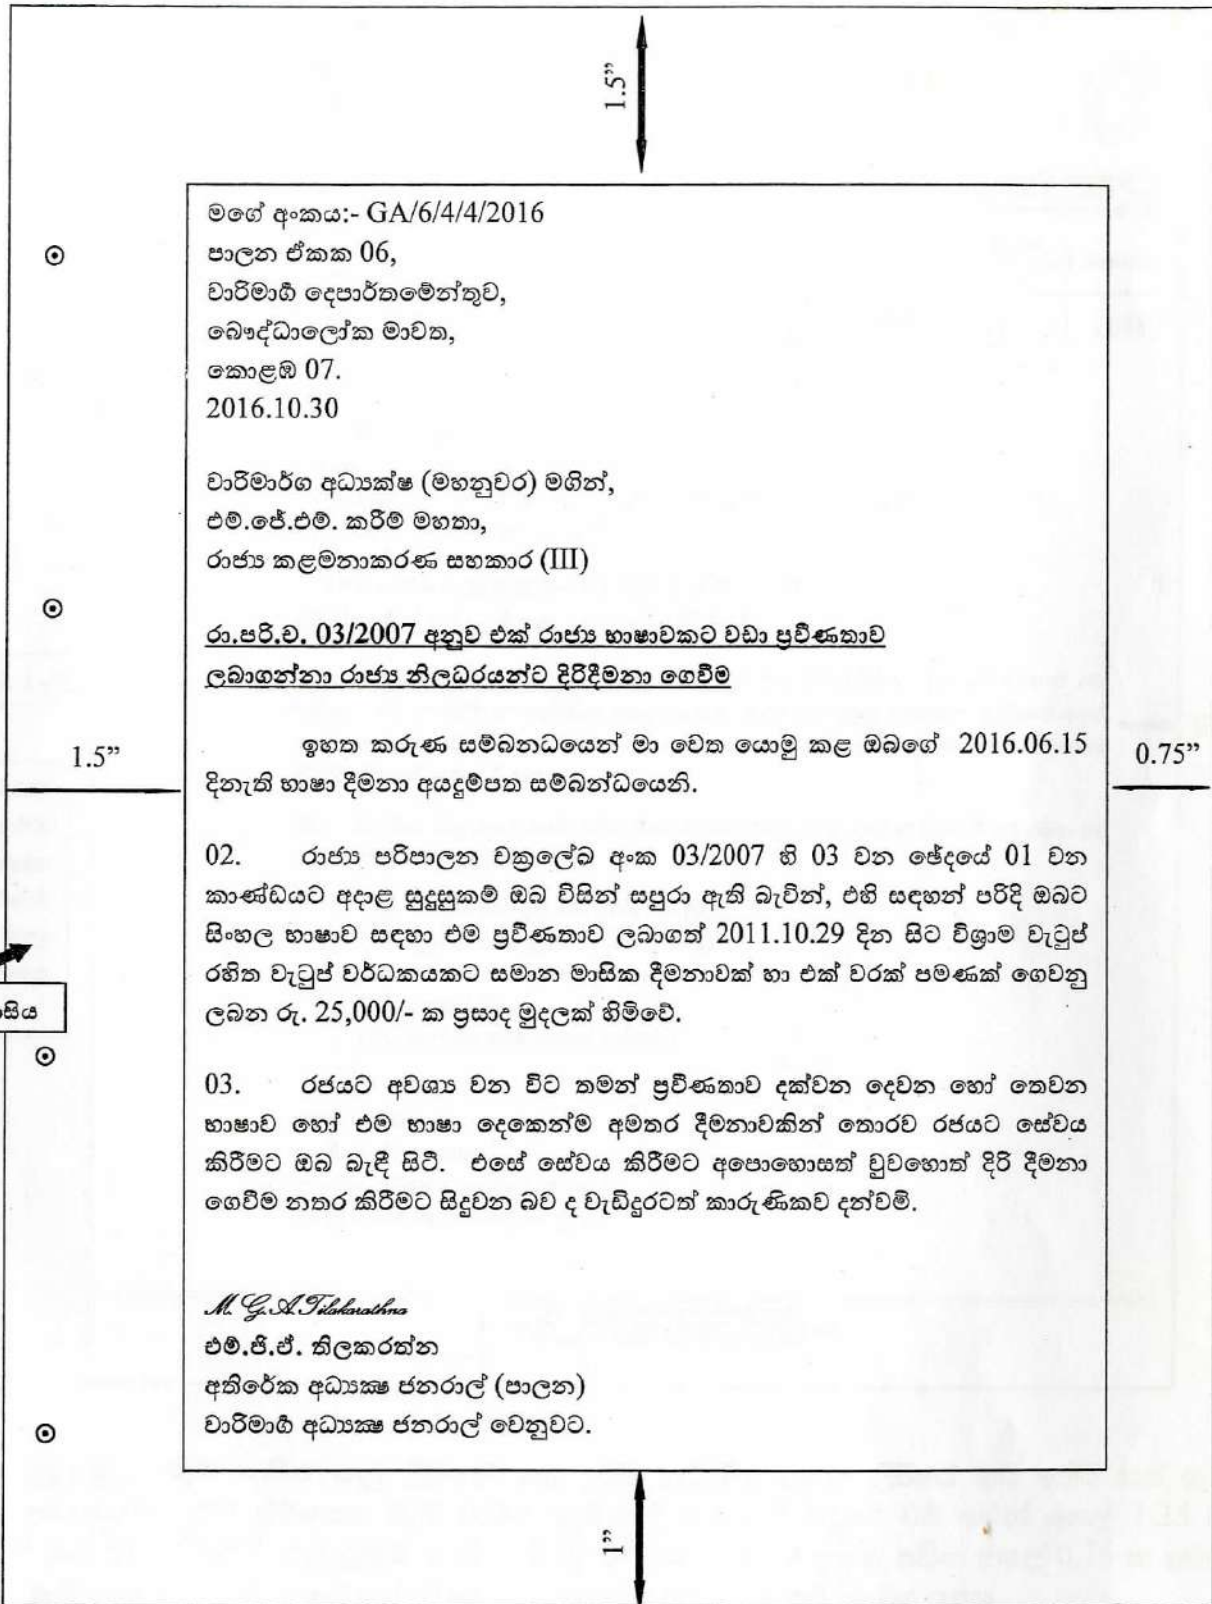 1.5”
මගේ අංකය:- GA/6/4/4/2016
පාලන ඒකක 06,
වාරිමාර්ග දෙපාර්තමේන්තුව,
බෞද්ධාලෝක මාවත,
කොළඹ 07.
2016.10.30
වාරිමාර්ග අධ්‍යක්ෂ (මහනුවර) මගින්,
එම්.ජේ.එම්. කරීම් මහතා,
රාජ්‍ය කළමනාකරණ සහකාර (III)
රා.පරි.ච. 03/2007 අනුව එක් රාජ්‍ය භාෂාවකට වඩා ප්‍රවීණතාව
ලබාගන්නා රාජ්‍ය නිලධරයන්ට දිරිදීමනා ගෙවීම
ඉහත කරුණ සම්බනධයෙන් මා වෙත යොමු කළ ඔබගේ 2016.06.15
දිනැති භාෂා දීමනා අයදුම්පත සම්බන්ධයෙනි.
1.5”
0.75”
02. රාජ්‍ය පරිපාලන චක්‍රලේඛ අංක 03/2007 හි 03 වන ඡේදයේ 01 වන
කාණ්ඩයට අදාළ සුදුසුකම් ඔබ විසින් සපුරා ඇති බැවින්, එහි සඳහන් පරිදි ඔබට
සිංහල භාෂාව සඳහා එම ප්‍රවීණතාව ලබාගත් 2011.10.29 දින සිට විශ්‍රාම වැටුප්
රහිත වැටුප් වර්ධකයකට සමාන මාසික දීමනාවක් හා එක් වරක් පමණක් ගෙවනු
ලබන රු. 25,000/- ක ප්‍රසාද මුදලක් හිමිවේ.
03. රජයට අවශ්‍ය වන විට තමන් ප්‍රවීණතාව දක්වන දෙවන හෝ තෙවන
භාෂාව හෝ එම භාෂා දෙකෙන්ම අමතර දීමනාවකින් තොරව රජයට සේවය
කිරීමට ඔබ බැඳී සිටී. එසේ සේවය කිරීමට අපොහොසත් වුවහොත් දිරි දීමනා
ගෙවීම නතර කිරීමට සිදුවන බව ද වැඩිදුරටත් කාරුණිකව දන්වමි.
M. G. A. Tilakarathna
එම්.ජි.ඒ. තිලකරත්න
අතිරේක අධ්‍යක්ෂ ජනරාල් (පාලන)
වාරිමාර්ග අධ්‍යක්ෂ ජනරාල් වෙනුවට.
1”